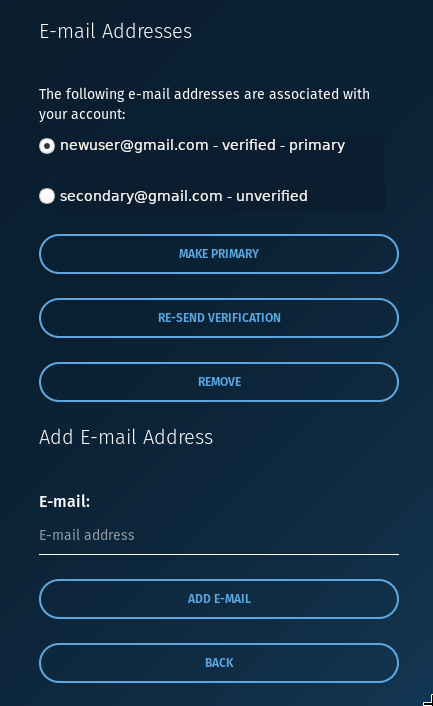 E-mail Addresses
The following e-mail addresses are associated with
your account:
newuser@gmail.com - verified - primary
secondary@gmail.com - unverified
MAKE PRIMARY
RE-SEND VERIFICATION
REMOVE
Add E-mail Address
E-mail:
E-mail address
ADD E-MAIL
BACK